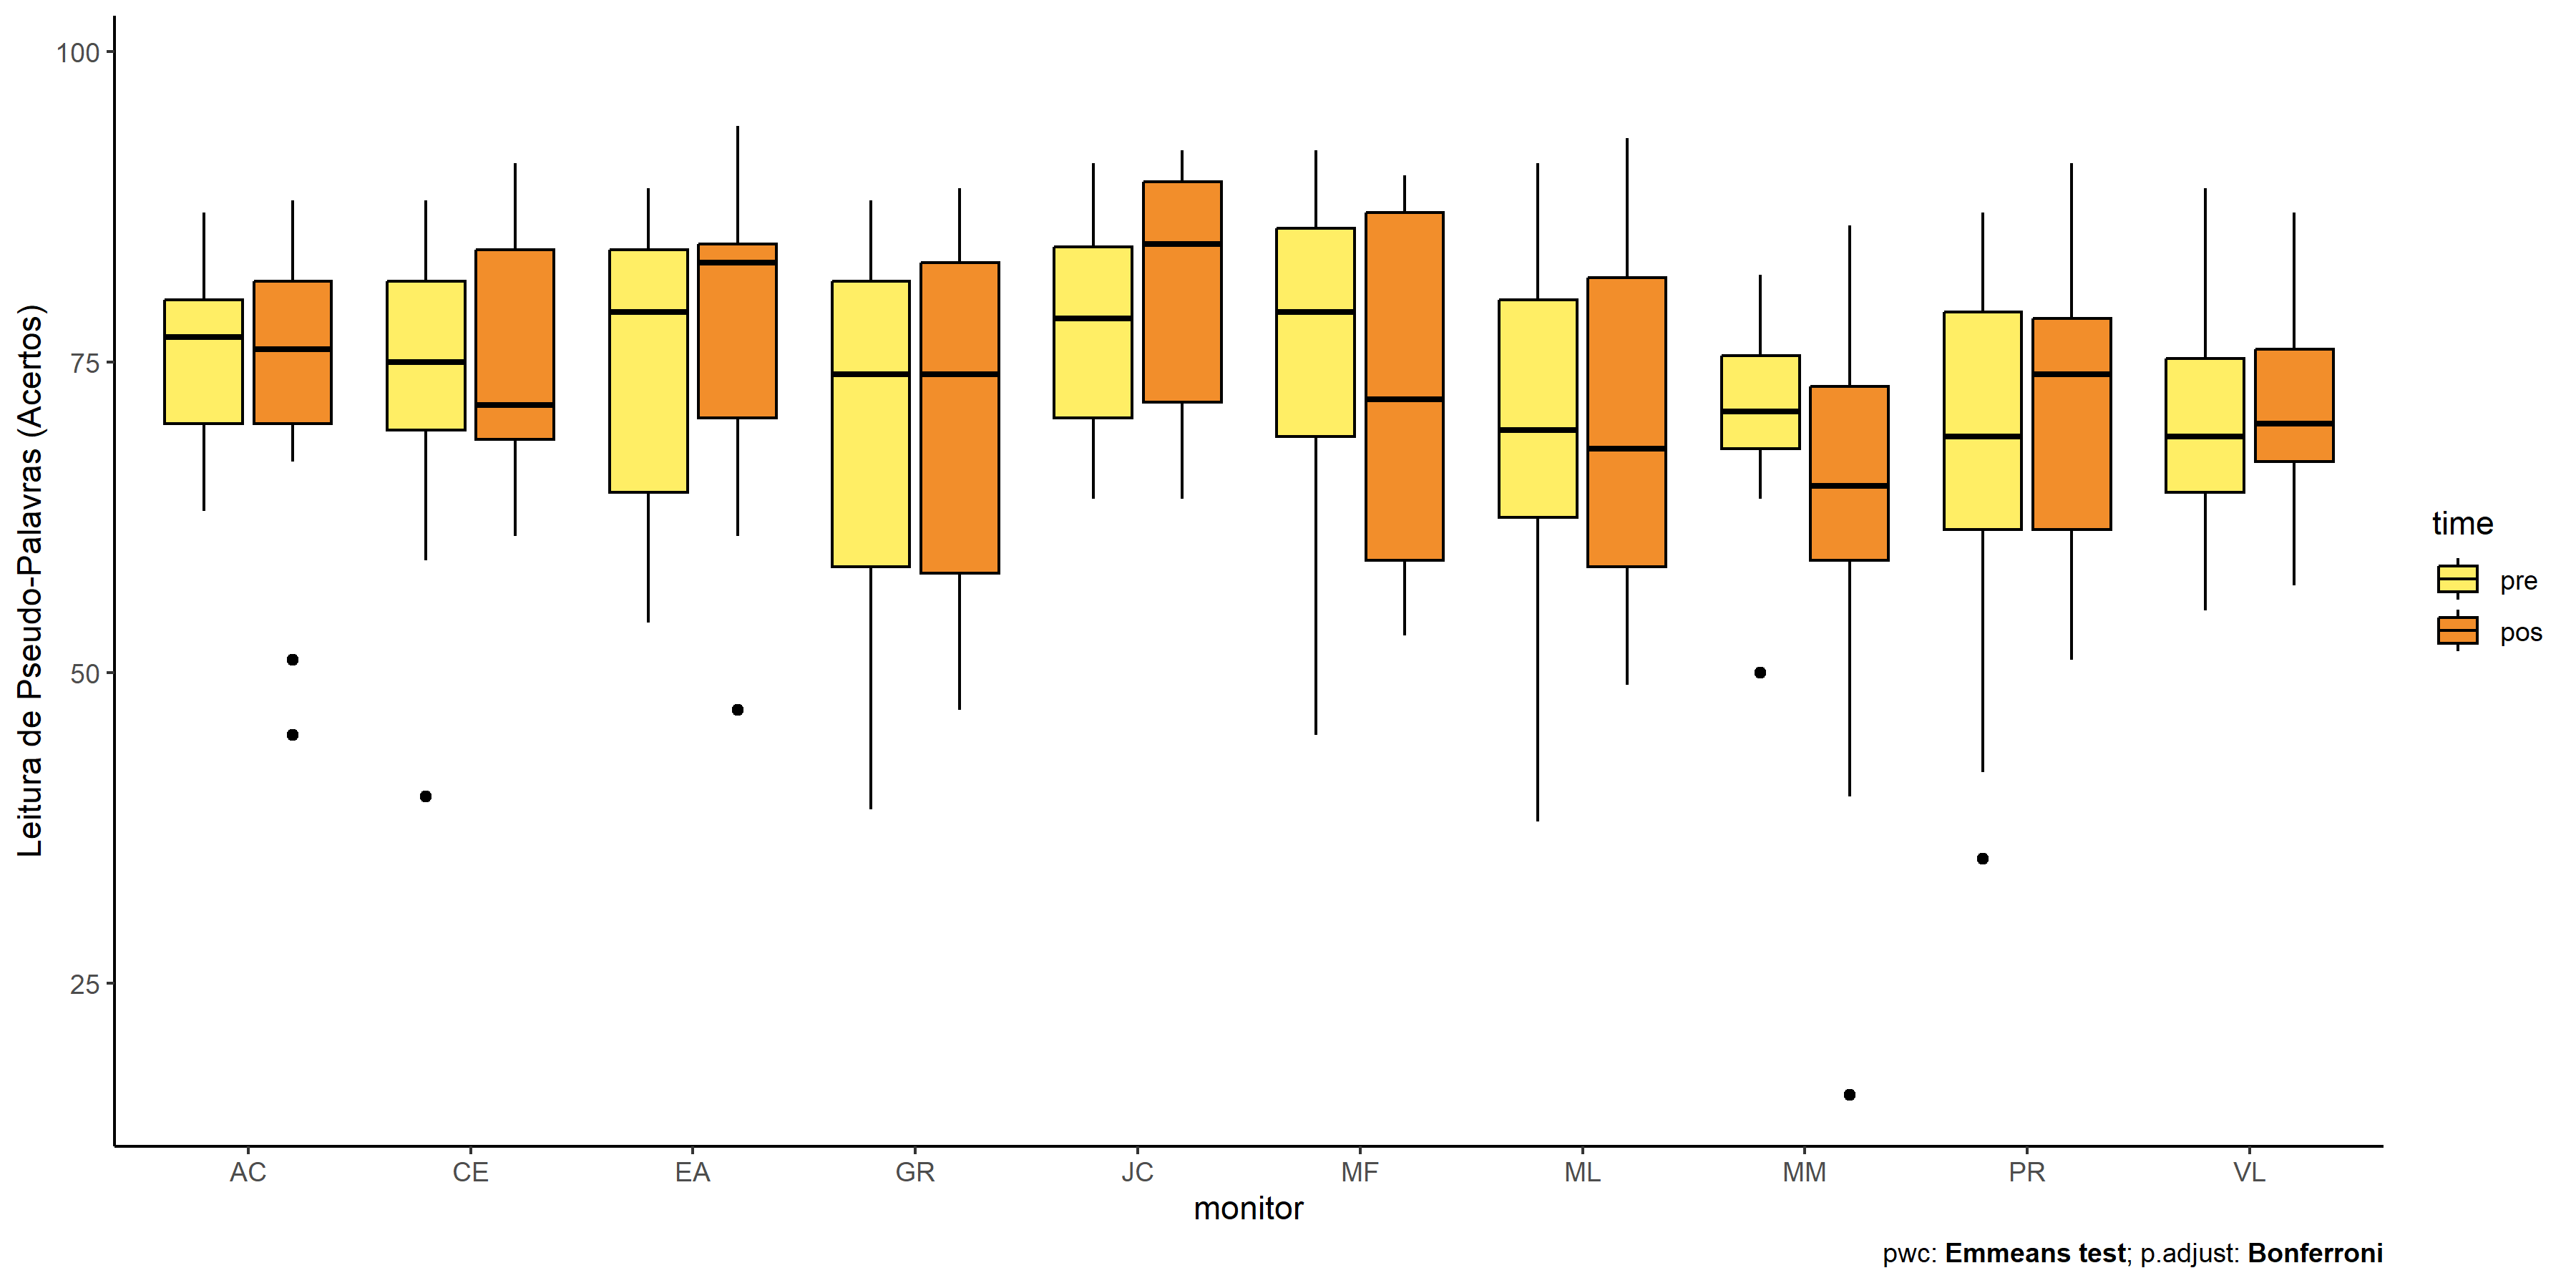 Leitura de Pseudo-Palavras (Acertos)
100
75
50
25
AC CE EA GR JC MF ML MM PR VL
monitor
time
pre
pos
pwc: Emmeans test; p.adjust: Bonferroni